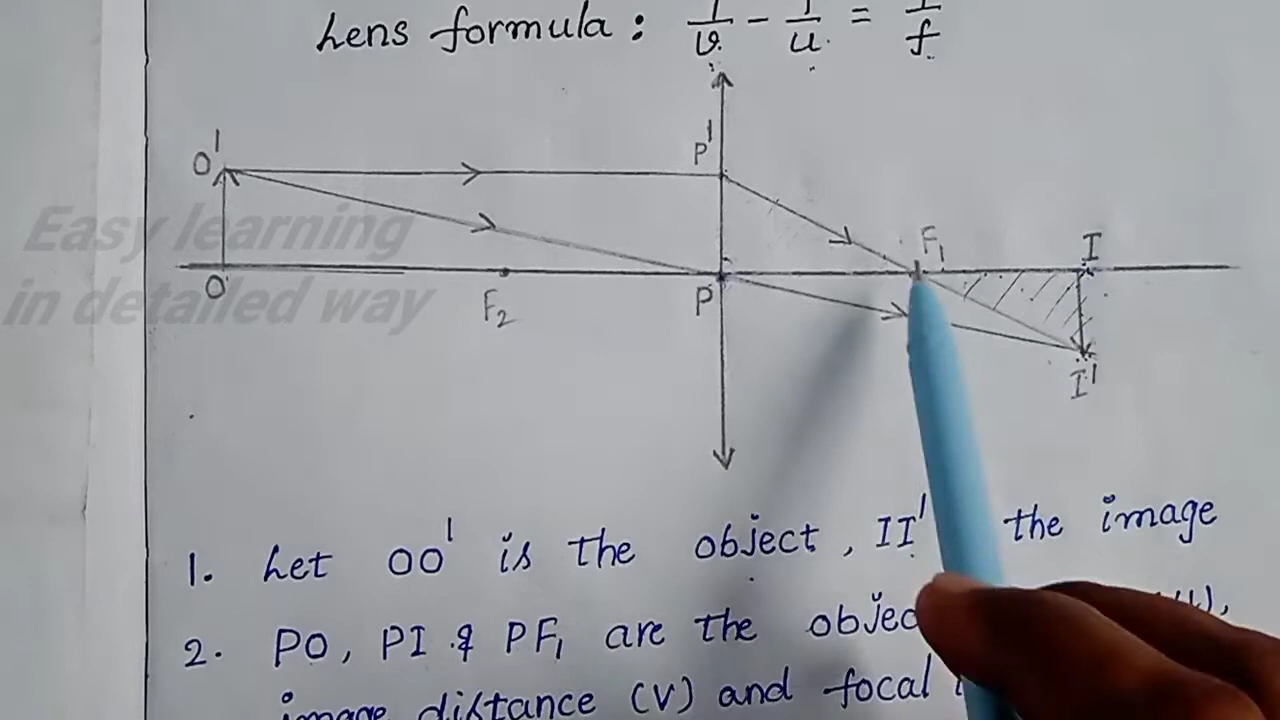 Lens formula : 1/v - 1/u = 1/f
O' P'
Easy learning
F₁ I
in detailed way
O F₂ P
I'
1. Let OO' is the object, II' the image
2. PO, PI & PF₁ are the
image distance (V) and focal